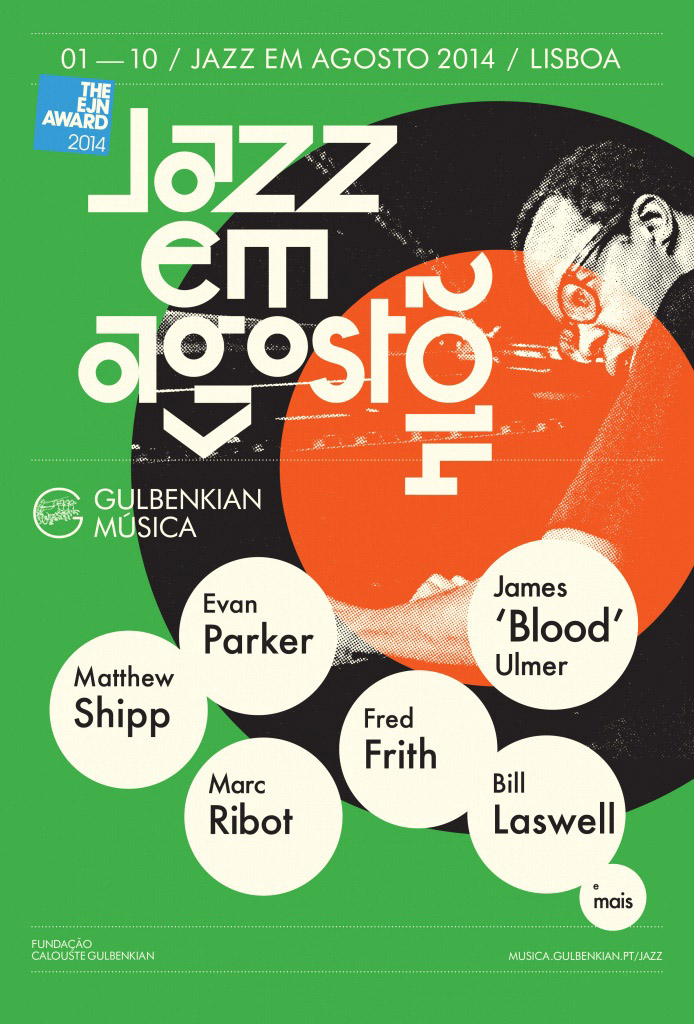 01 — 10 / JAZZ EM AGOSTO 2014 / LISBOA
THE
EJN
AWARD
2014
Jazz
em
agosto
2014
GULBENKIAN
MÚSICA
Evan
Parker
James
‘Blood’
Ulmer
Matthew
Shipp
Fred
Frith
Marc
Ribot
Bill
Laswell
e
mais
FUNDAÇÃO
CALOUSTE GULBENKIAN
MUSICA.GULBENKIAN.PT/JAZZ